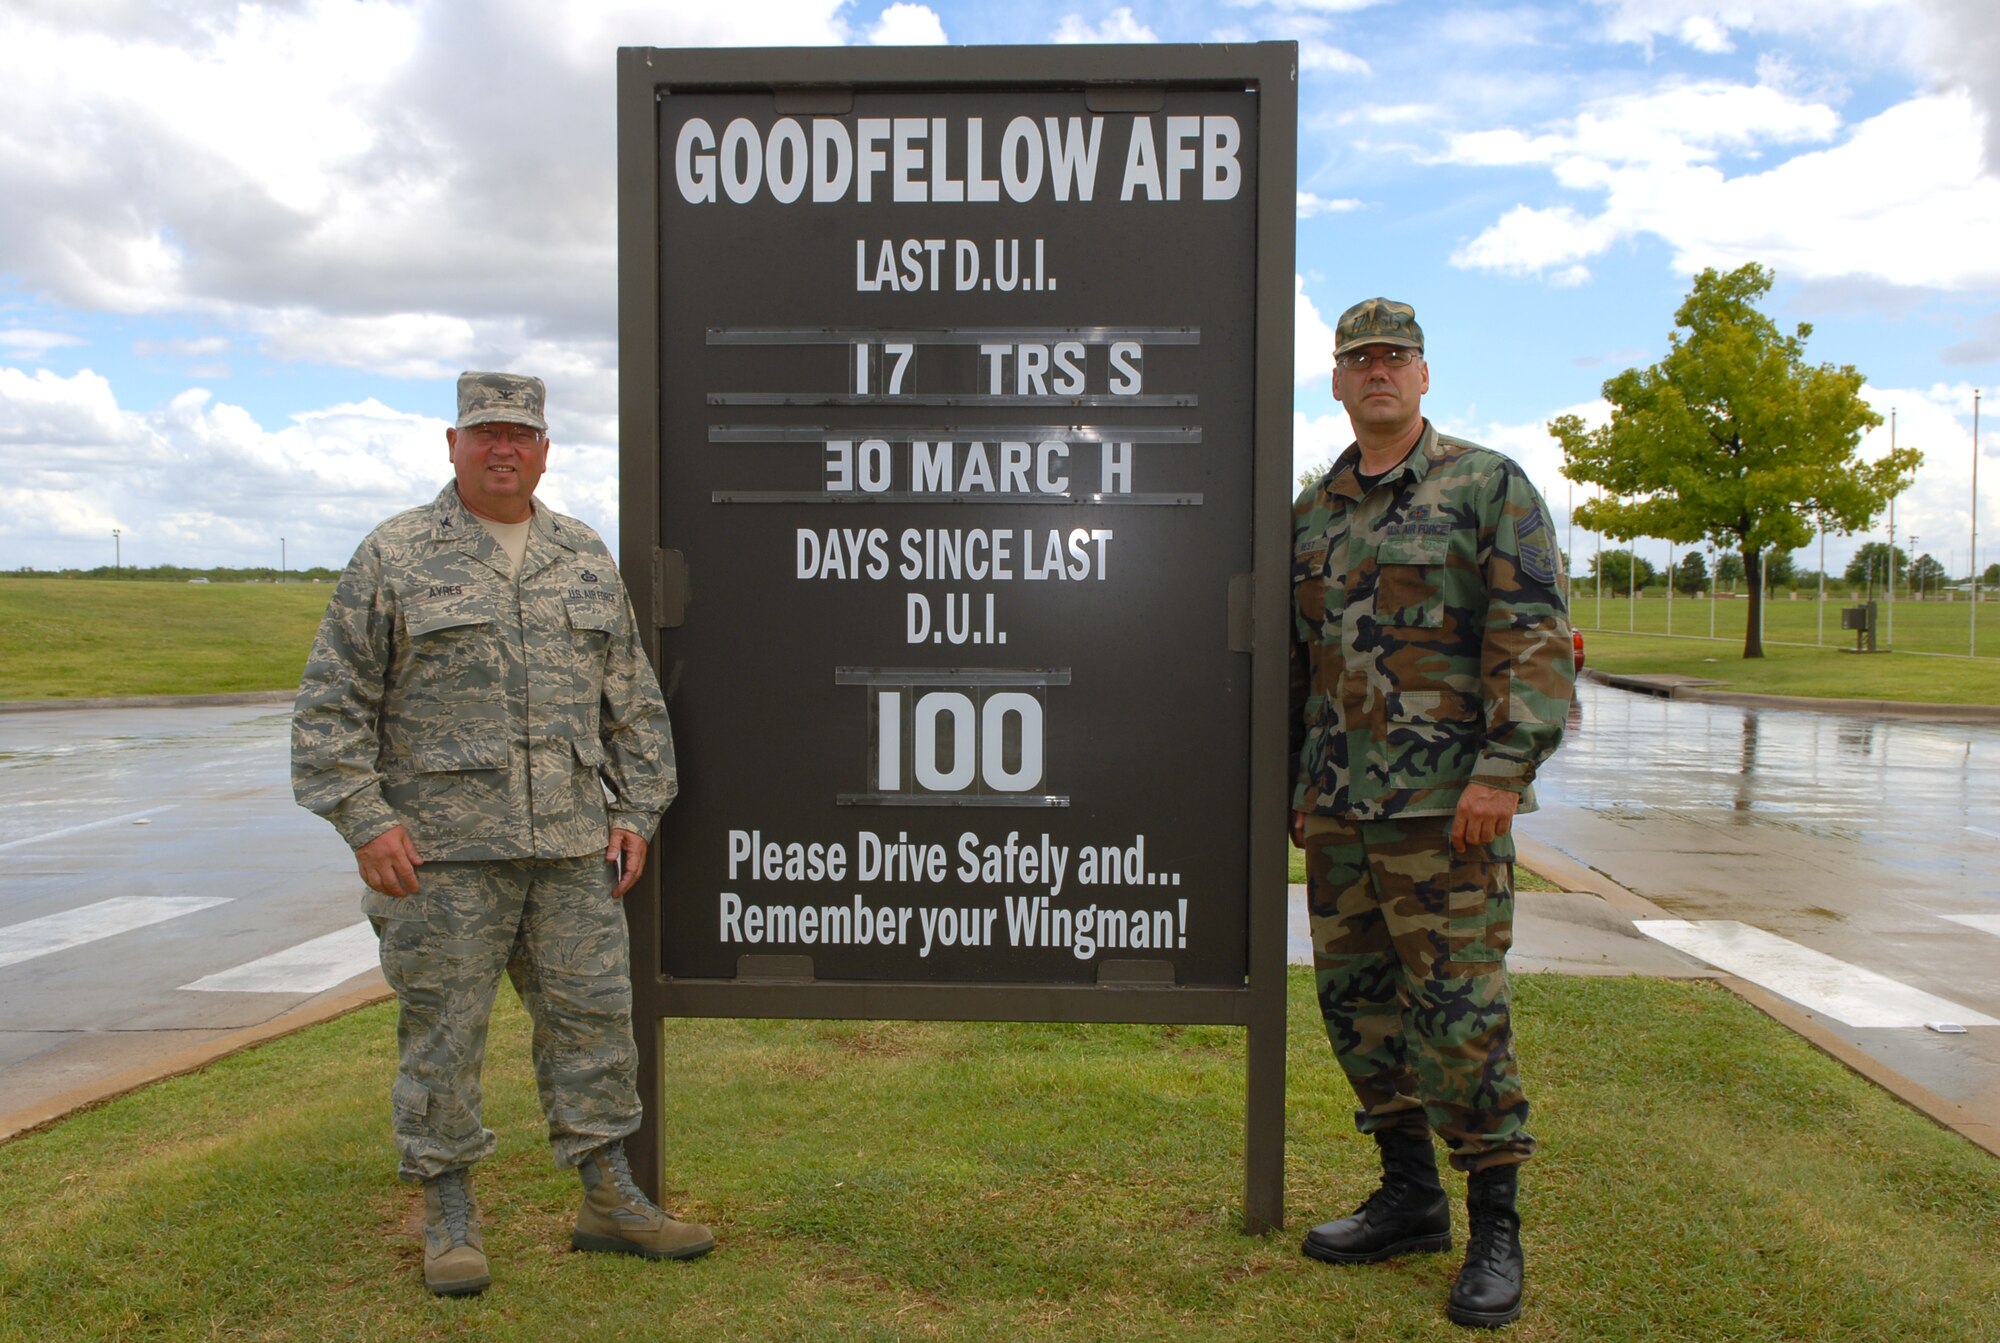 GOODFELLOW AFB
LAST D.U.I.
17 TRS S
30 MARC H
DAYS SINCE LAST
D.U.I.
100
Please Drive Safely and...
Remember your Wingman!
AYRES
U.S. AIR FORCE
U.S. AIR FORCE